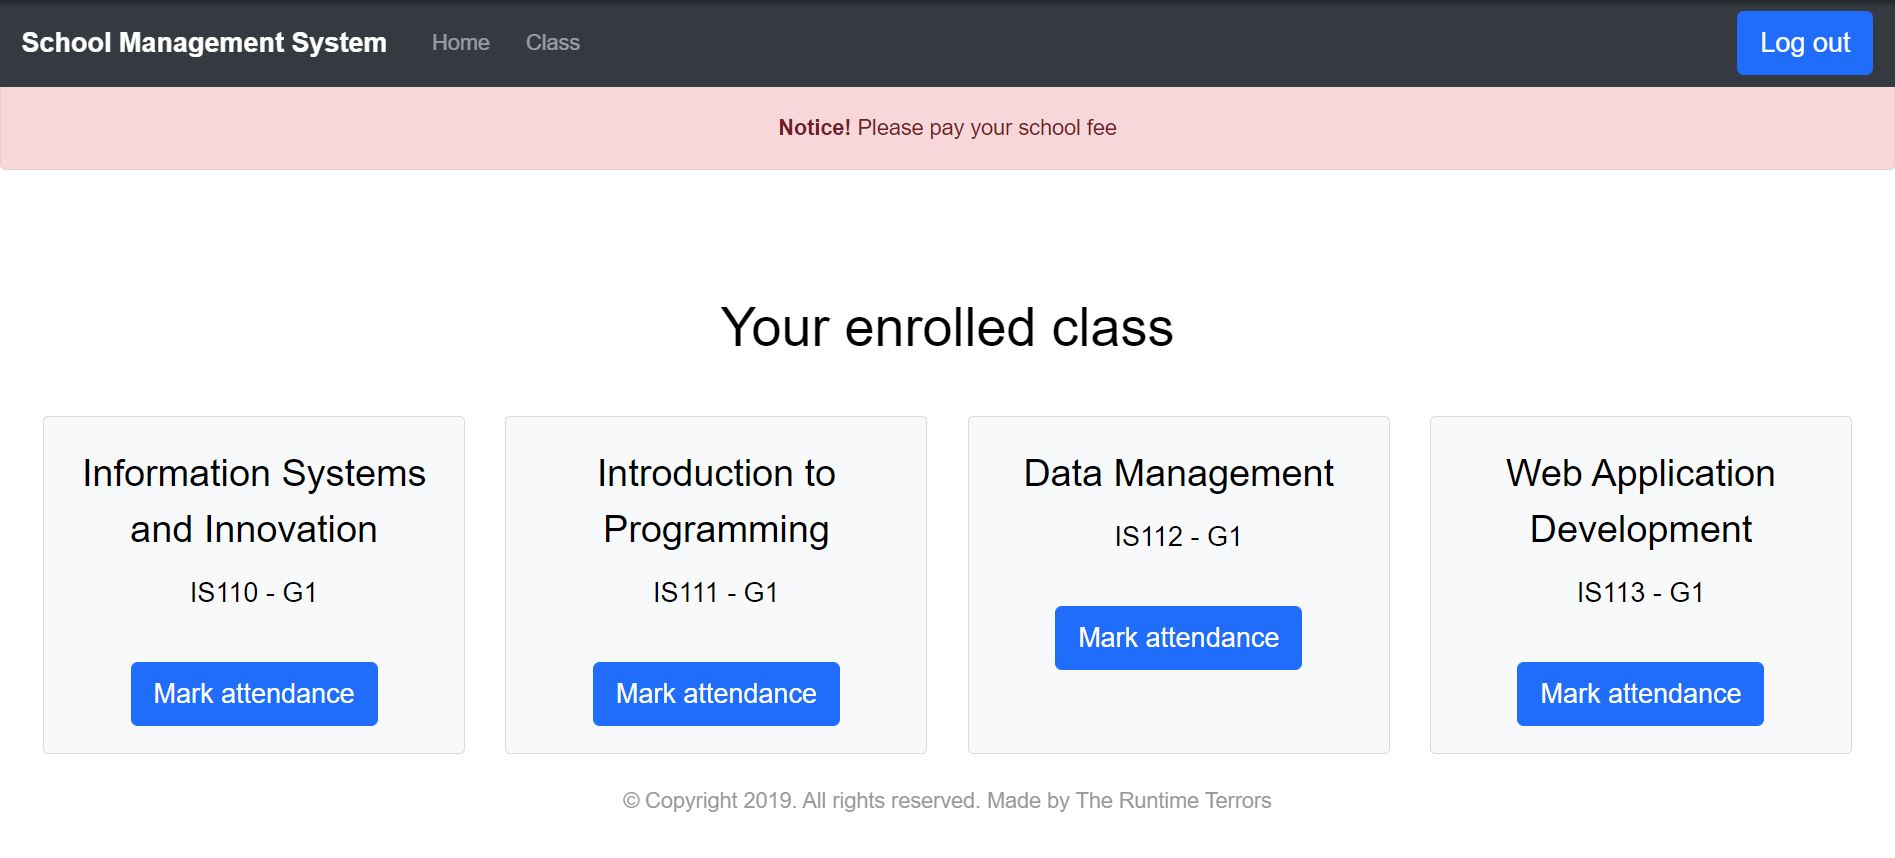 School Management System Home Class Log out
Notice! Please pay your school fee
Your enrolled class
Information Systems
and Innovation
IS110 - G1
Mark attendance
Introduction to
Programming
IS111 - G1
Mark attendance
Data Management
IS112 - G1
Mark attendance
Web Application
Development
IS113 - G1
Mark attendance
© Copyright 2019. All rights reserved. Made by The Runtime Terrors